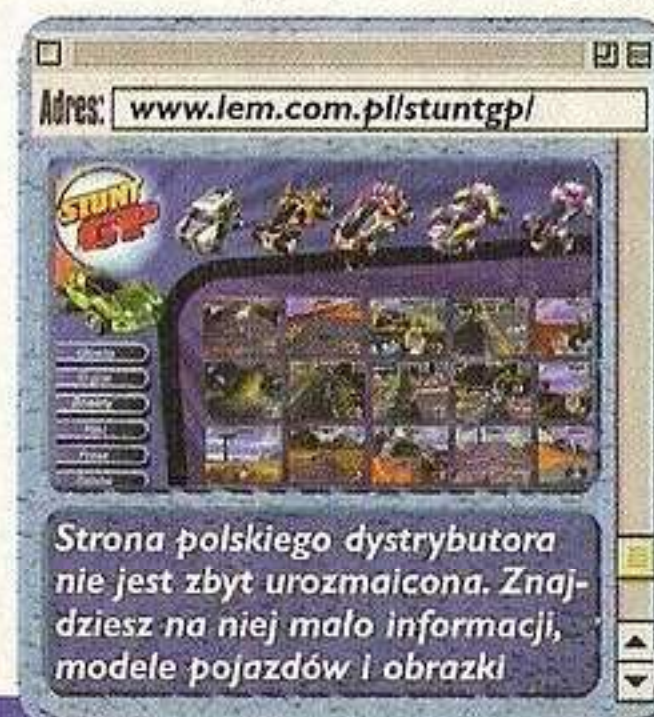 Adres: www.lem.com.pl/stuntgp/
STUNT
GP
Strona polskiego dystrybutora
nie jest zbyt urozmaicona. Znaj-
dziesz na niej mało informacji,
modele pojazdów i obrazki